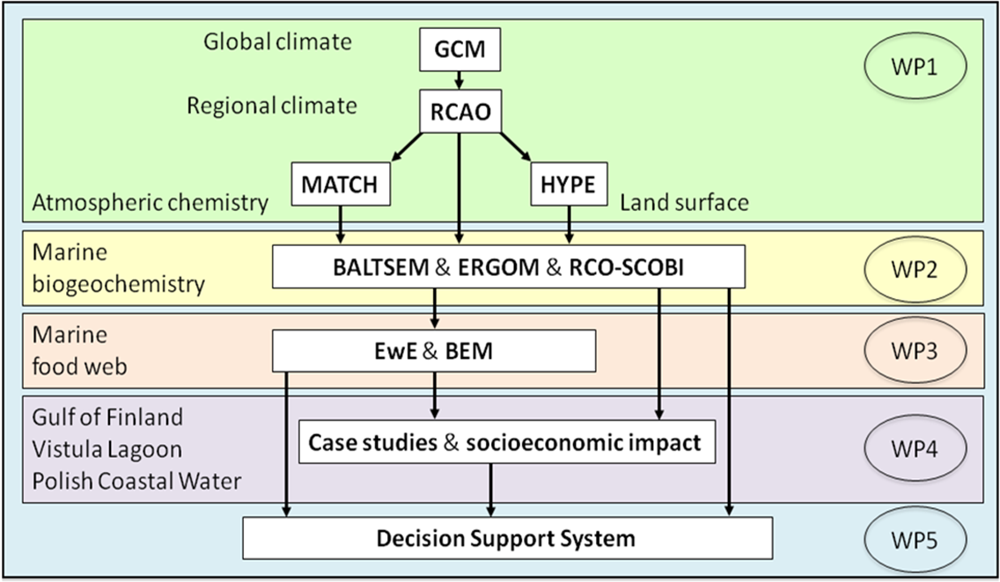 Global climate
GCM
WP1
Regional climate
RCAO
MATCH
HYPE
Atmospheric chemistry
Land surface
Marine
biogeochemistry
BALTSEM & ERGOM & RCO-SCOBI
WP2
Marine
food web
EwE & BEM
WP3
Gulf of Finland
Vistula Lagoon
Polish Coastal Water
Case studies & socioeconomic impact
WP4
Decision Support System
WP5